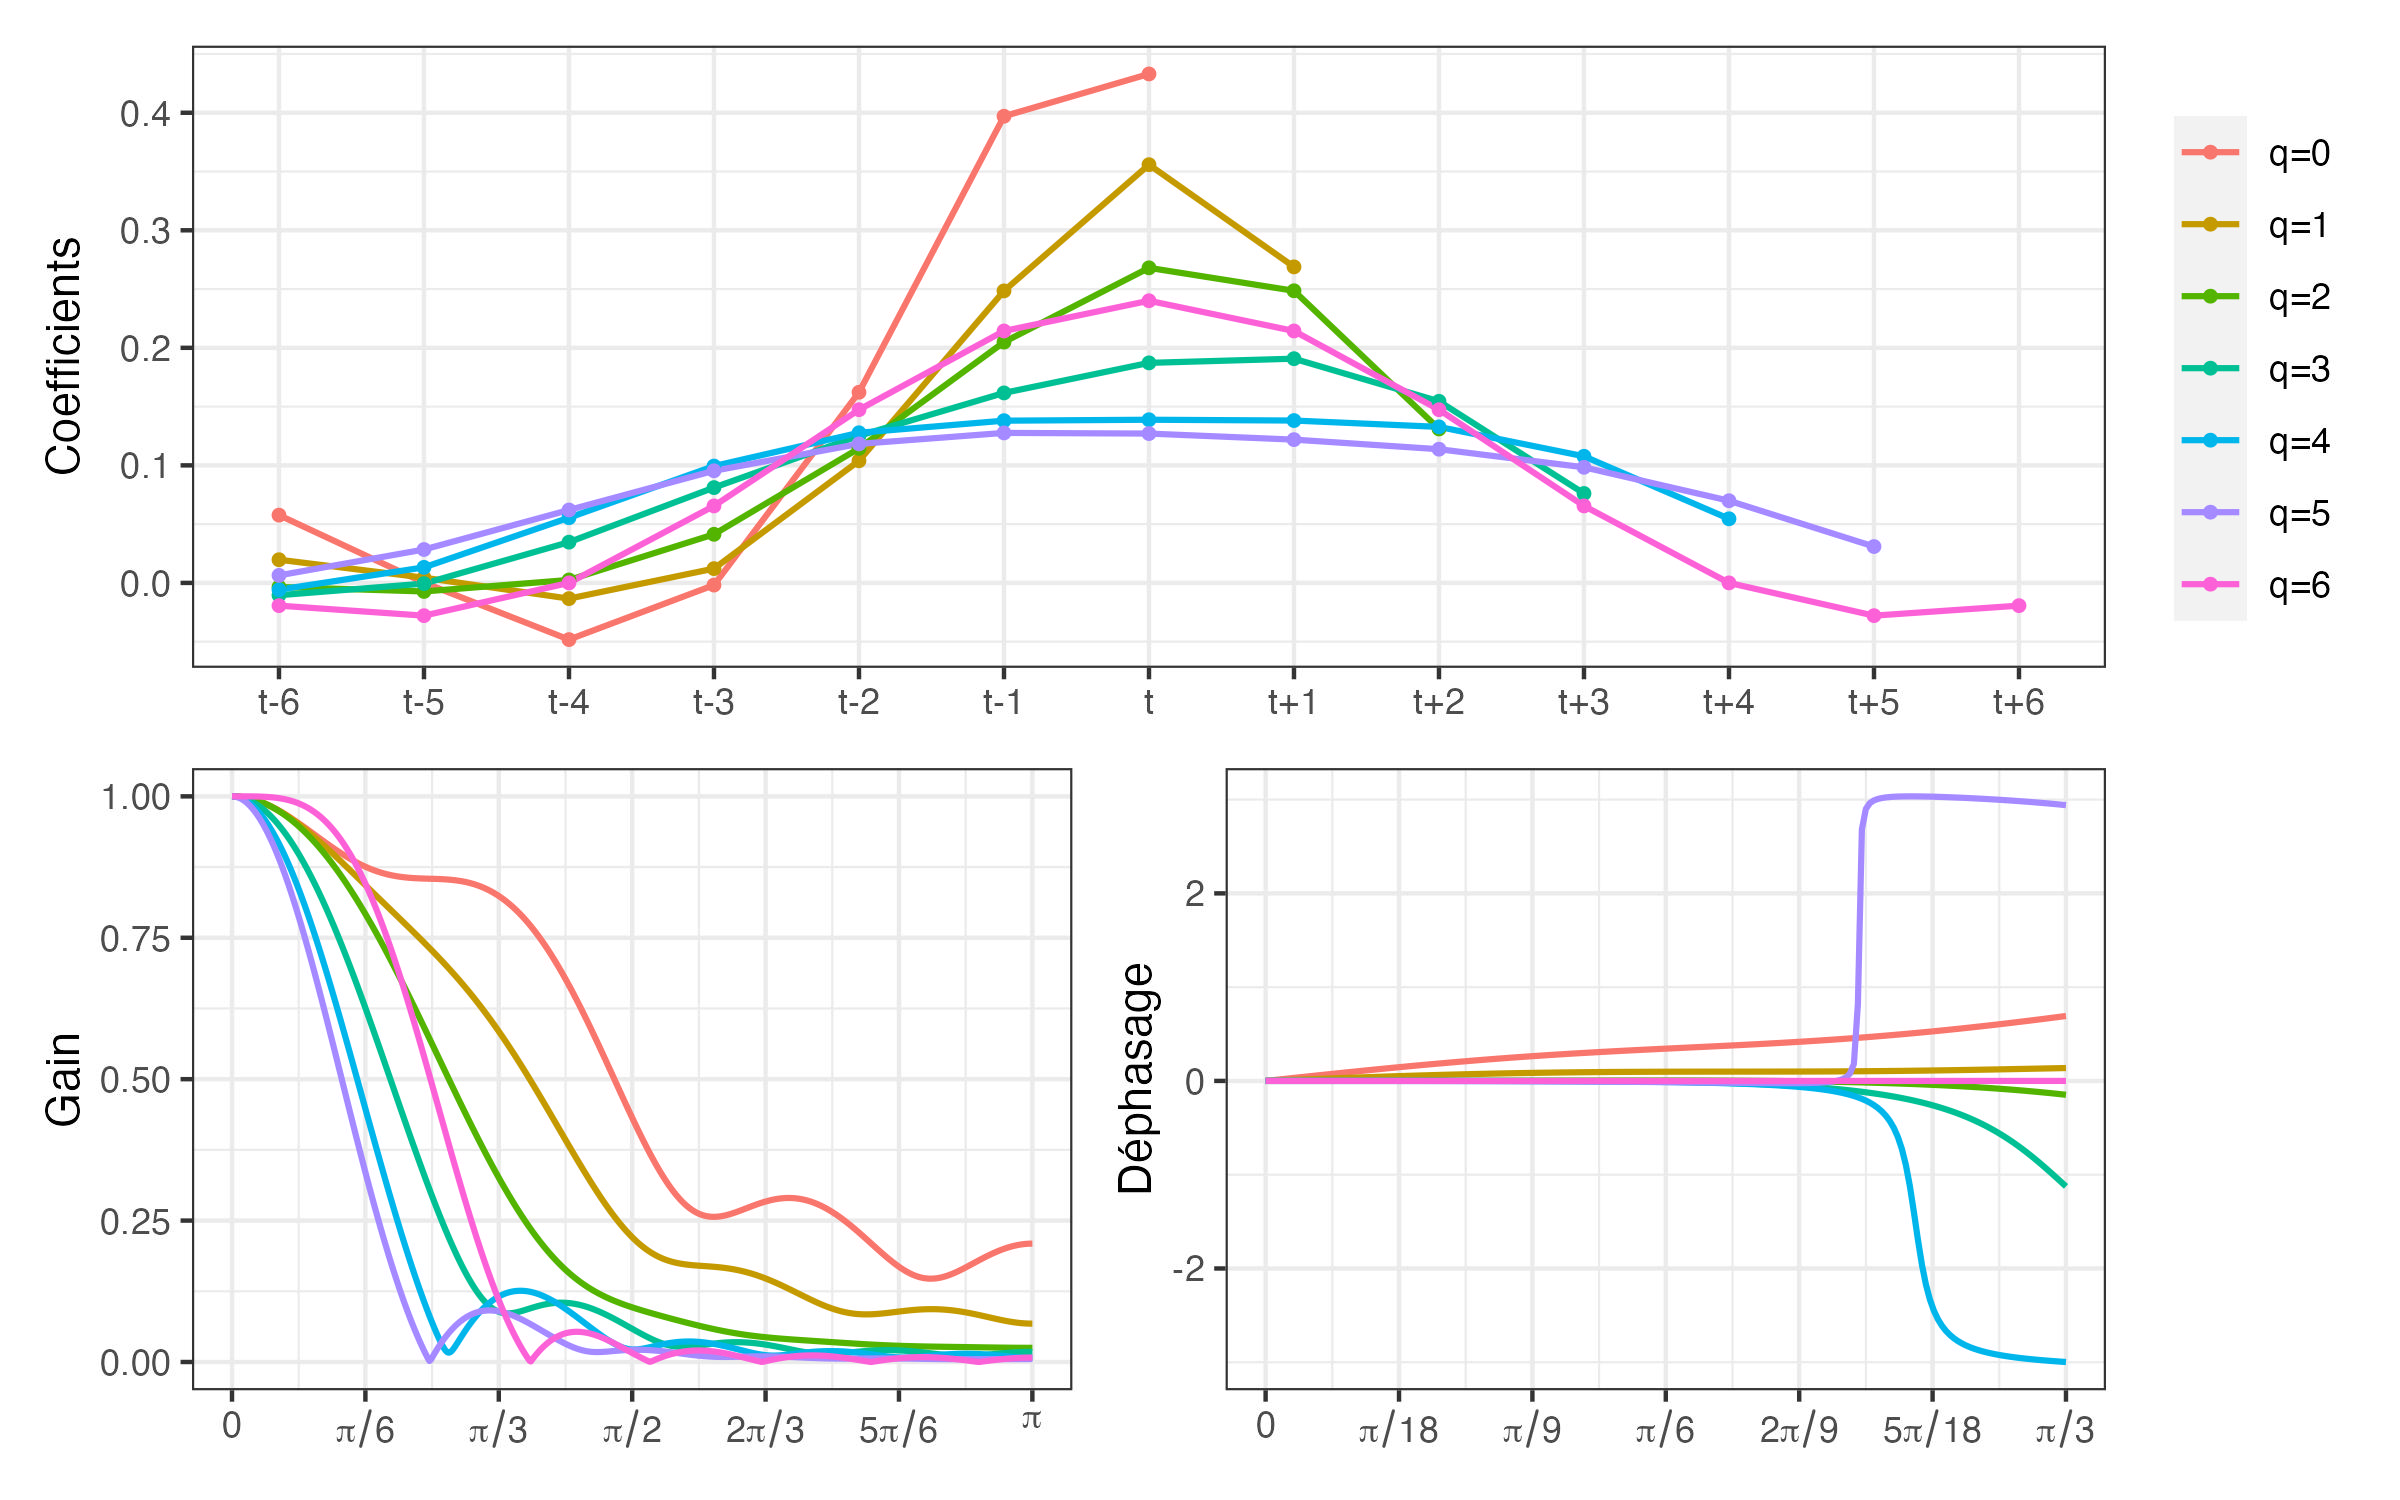 Coefficients
0.4
0.3
0.2
0.1
0.0
t-6 t-5 t-4 t-3 t-2 t-1 t t+1 t+2 t+3 t+4 t+5 t+6
q=0
q=1
q=2
q=3
q=4
q=5
q=6
Gain
1.00
0.75
0.50
0.25
0.00
0 π/6 π/3 π/2 2π/3 5π/6 π
Déphasage
2
0
-2
0 π/18 π/9 π/6 2π/9 5π/18 π/3